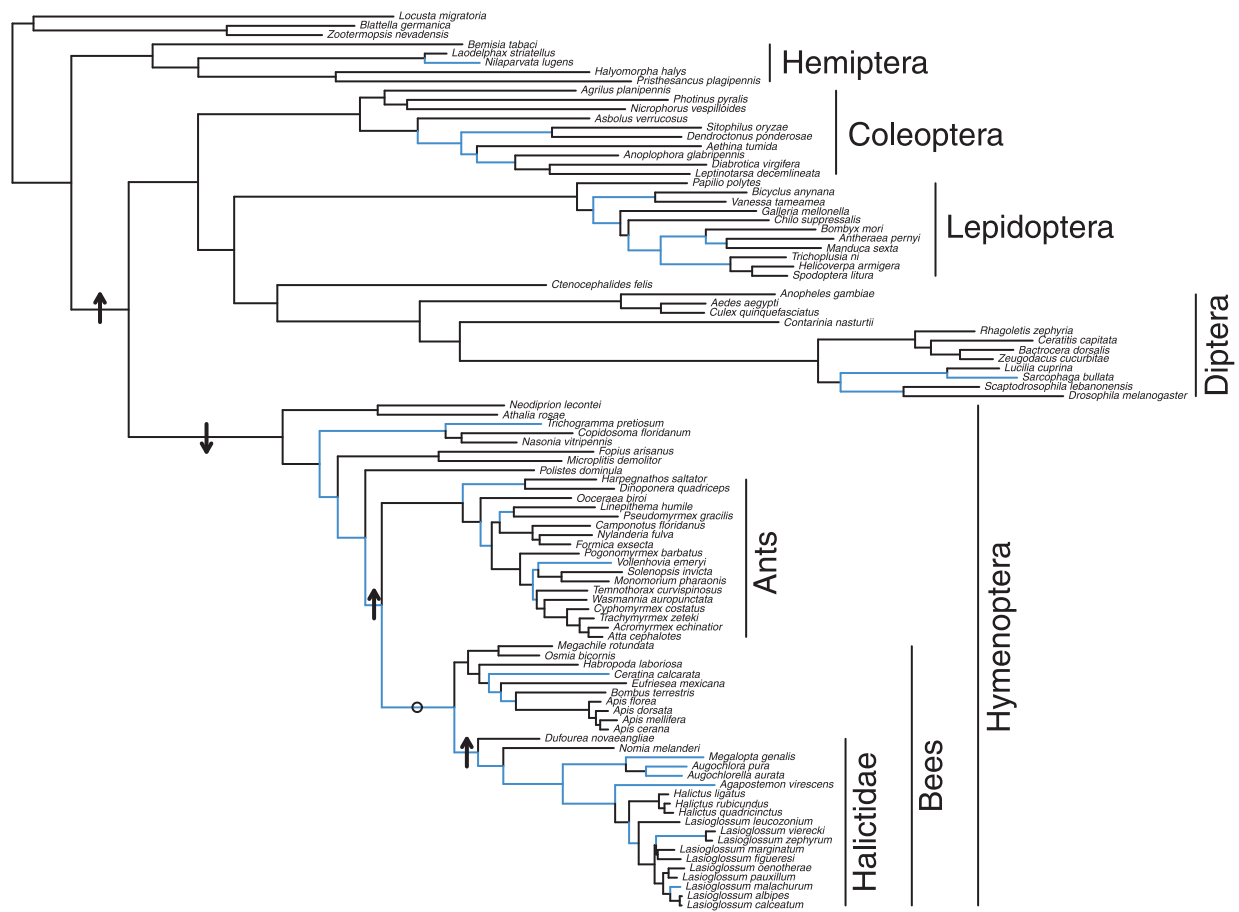 Locusta migratoria
Blattella germanica
Zootermopsis nevadensis
Bemisia tabaci
Laodelphax striatellus
Nilaparvata lugens
Halyomorpha halys
Pristhesancus plagipennis
Hemiptera
Agrilus planipennis
Photinus pyralis
Nicrophorus vespilloides
Asbolus verrucosus
Sitophilus oryzae
Dendroctonus ponderosae
Aethina tumida
Anoplophora glabripennis
Diabrotica virgifera
Leptinotarsa decemlineata
Coleoptera
Papilio polytes
Bicyclus anynana
Vanessa tameamea
Galleria mellonella
Chilo suppressalis
Bombyx mori
Antheraea pernyi
Manduca sexta
Trichoplusia ni
Helicoverpa armigera
Spodoptera litura
Lepidoptera
Ctenocephalides felis
Anopheles gambiae
Aedes aegypti
Culex quinquefasciatus
Contarinia nasturtii
Rhagoletis zephyria
Ceratitis capitata
Bactrocera dorsalis
Zeugodacus cucurbitae
Lucilia cuprina
Sarcophaga bullata
Scaptodrosophila lebanonensis
Drosophila melanogaster
Diptera
Neodiprion lecontei
Athalia rosae
Trichogramma pretiosum
Copidosoma floridanum
Nasonia vitripennis
Fopius arisanus
Microplitis demolitor
Polistes dominula
Harpegnathos saltator
Dinoponera quadriceps
Ooceraea biroi
Linepithema humile
Pseudomyrmex gracilis
Camponotus floridanus
Nylanderia fulva
Formica exsecta
Pogonomyrmex barbatus
Vollenhovia emeryi
Solenopsis invicta
Monomorium pharaonis
Temnothorax curvispinosus
Wasmannia auropunctata
Cyphomyrmex costatus
Trachymyrmex zeteki
Acromyrmex echinatior
Atta cephalotes
Ants
Megachile rotundata
Osmia bicornis
Habropoda laboriosa
Ceratina calcarata
Eufriesea mexicana
Bombus terrestris
Apis florea
Apis dorsata
Apis mellifera
Apis cerana
Dufourea novaeangliae
Nomia melanderi
Megalopta genalis
Augochlora pura
Augochlorella aurata
Agapostemon virescens
Halictus ligatus
Halictus rubicundus
Halictus quadricinctus
Lasioglossum leucozonium
Lasioglossum vierecki
Lasioglossum zephyrum
Lasioglossum marginatum
Lasioglossum figueresi
Lasioglossum oenotherae
Lasioglossum pauxillum
Lasioglossum malachurum
Lasioglossum albipes
Lasioglossum calceatum
Halictidae
Bees
Hymenoptera